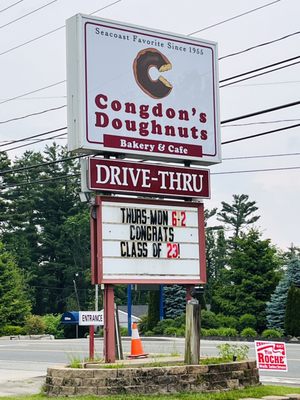 Seacoast Favorite Since 1955
C
Congdon's
Doughnuts
Bakery & Cafe
DRIVE-THRU
THURS-MON 6-2
CONGRATS
CLASS OF 23!
ENTRANCE
ROCHE